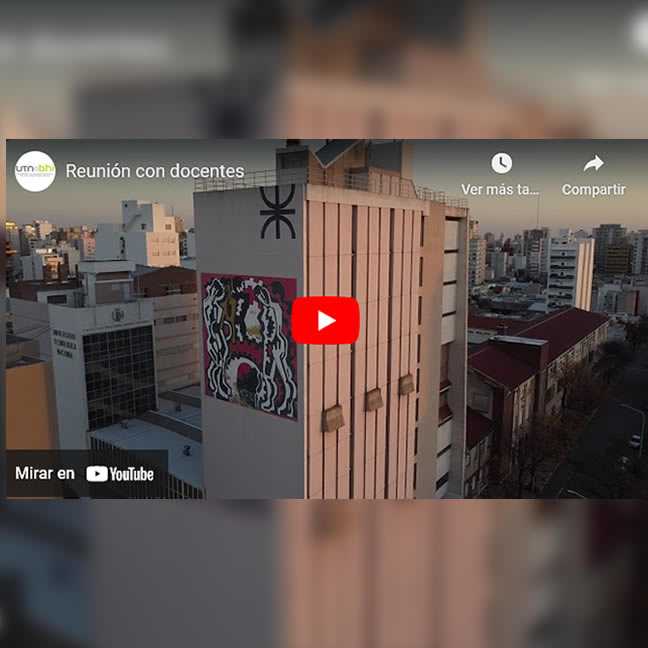 utn bhi
Reunión con docentes
Ver más ta...
Compartir
UNIVERSIDAD
TECNOLÓGICA
NACIONAL
Mirar en YouTube